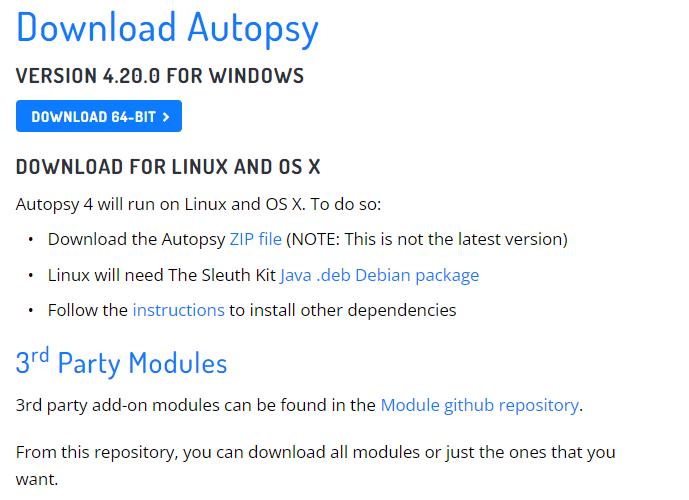 Download Autopsy
VERSION 4.20.0 FOR WINDOWS
DOWNLOAD 64-BIT >
DOWNLOAD FOR LINUX AND OS X
Autopsy 4 will run on Linux and OS X. To do so:
• Download the Autopsy ZIP file (NOTE: This is not the latest version)
• Linux will need The Sleuth Kit Java .deb Debian package
• Follow the instructions to install other dependencies
3rd Party Modules
3rd party add-on modules can be found in the Module github repository.
From this repository, you can download all modules or just the ones that you
want.